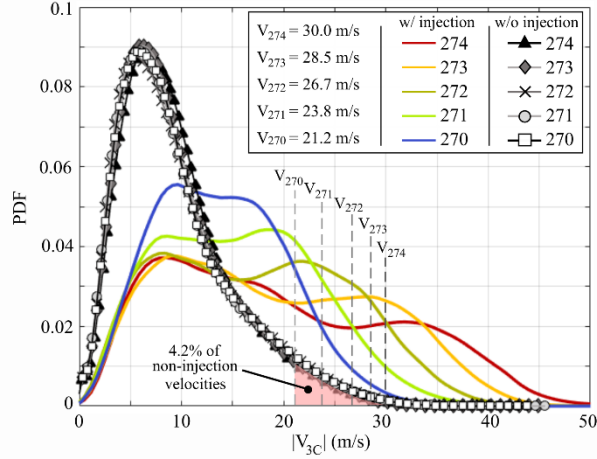 0.1
0.08
0.06
0.04
0.02
0
PDF
V274 = 30.0 m/s
V273 = 28.5 m/s
V272 = 26.7 m/s
V271 = 23.8 m/s
V270 = 21.2 m/s
w/ injection
274
273
272
271
270
w/o injection
274
273
272
271
270
V270
V271
V272
V273
V274
4.2% of
non-injection
velocities
0 10 20 30 40 50
|V3C| (m/s)